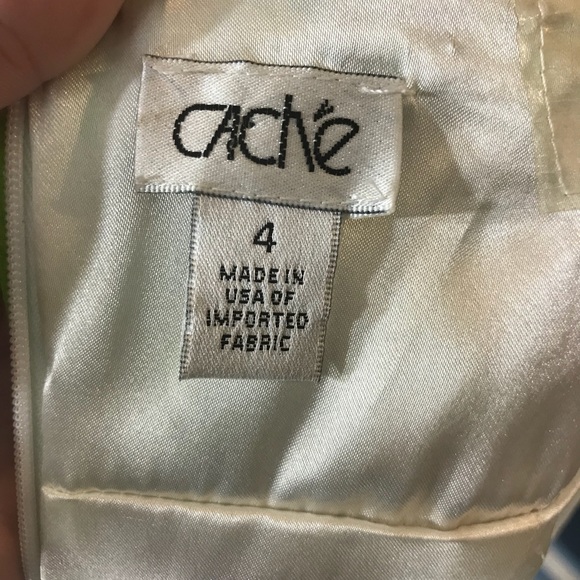 Caché
4
MADE IN
USA OF
IMPORTED
FABRIC